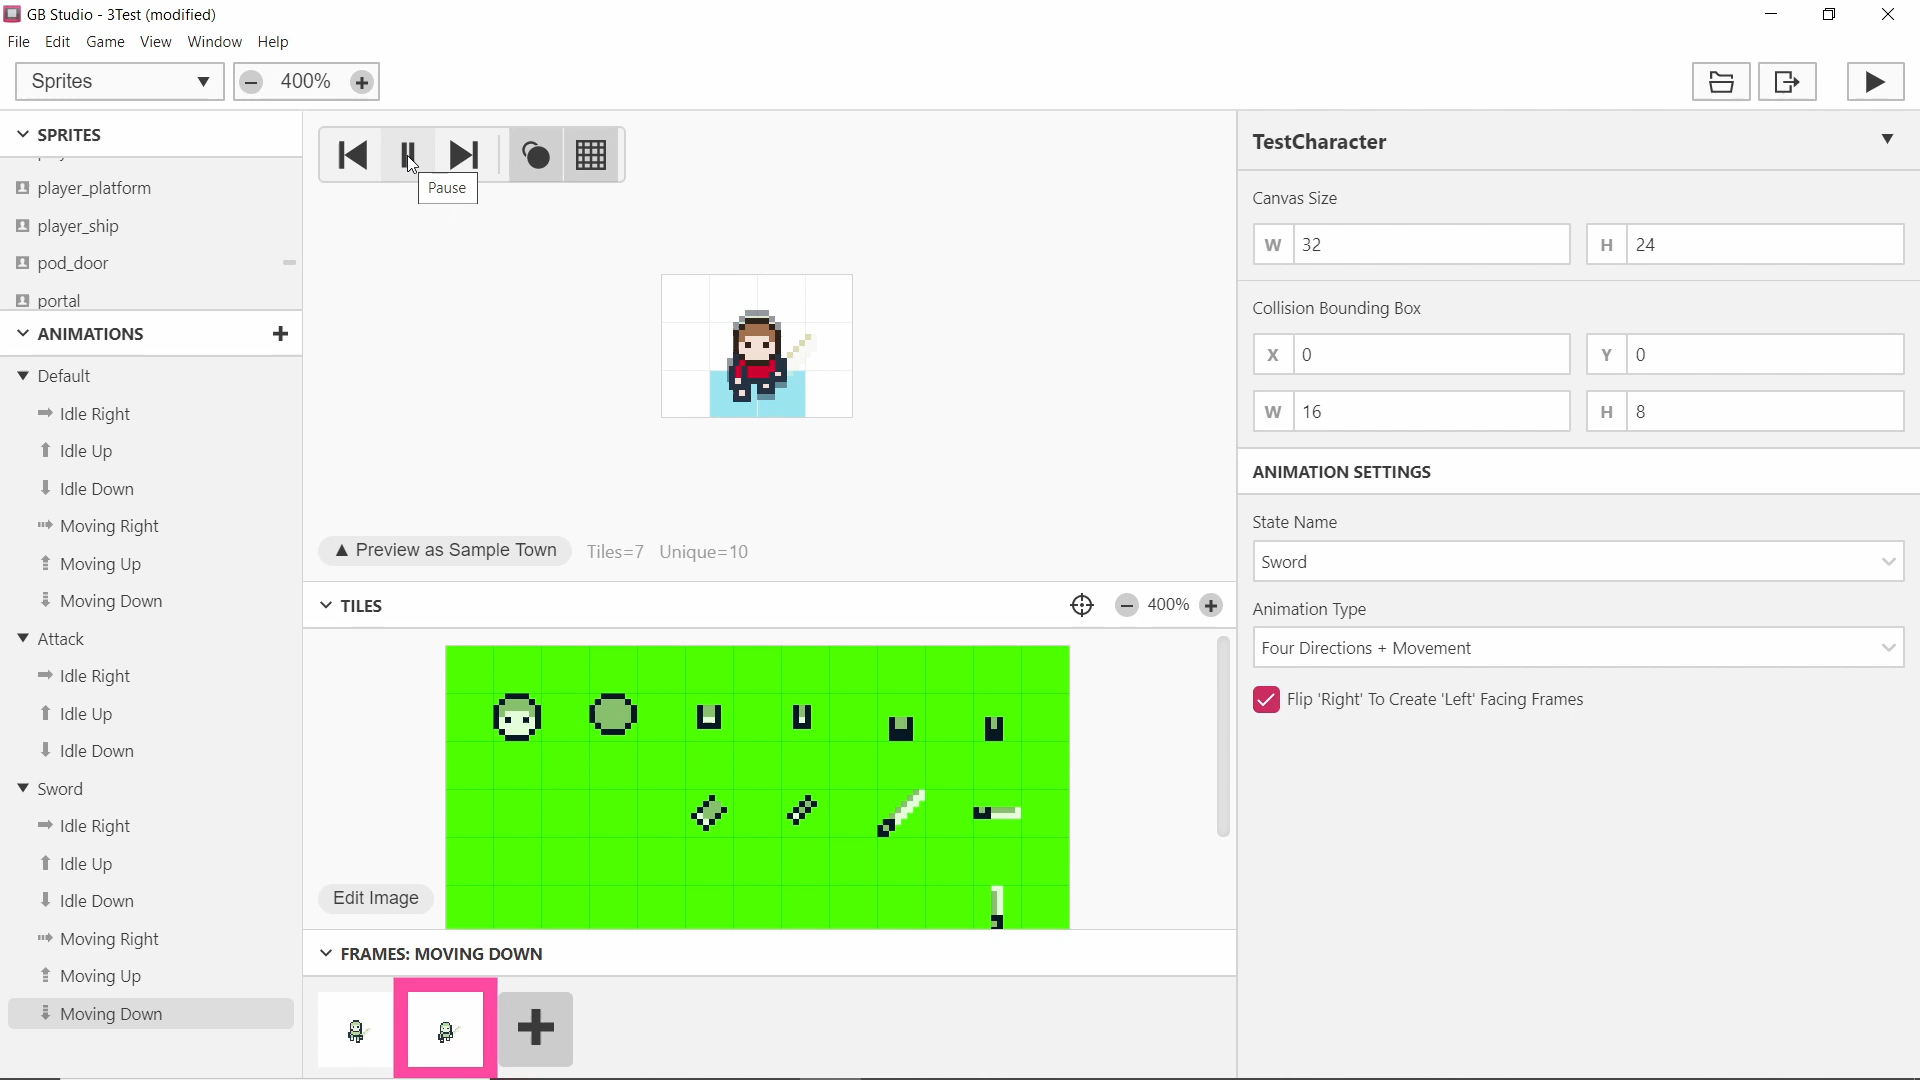 GB Studio - 3Test (modified)
File Edit Game View Window Help
Sprites 400%
SPRITES
player_platform
player_ship
pod_door
portal
ANIMATIONS
Default
Idle Right
Idle Up
Idle Down
Moving Right
Moving Up
Moving Down
Attack
Idle Right
Idle Up
Idle Down
Sword
Idle Right
Idle Up
Idle Down
Moving Right
Moving Up
Moving Down
Pause
Preview as Sample Town Tiles=7 Unique=10
TILES 400%
Edit Image
FRAMES: MOVING DOWN
TestCharacter
Canvas Size
W 32 H 24
Collision Bounding Box
X 0 Y 0
W 16 H 8
ANIMATION SETTINGS
State Name
Sword
Animation Type
Four Directions + Movement
Flip 'Right' To Create 'Left' Facing Frames